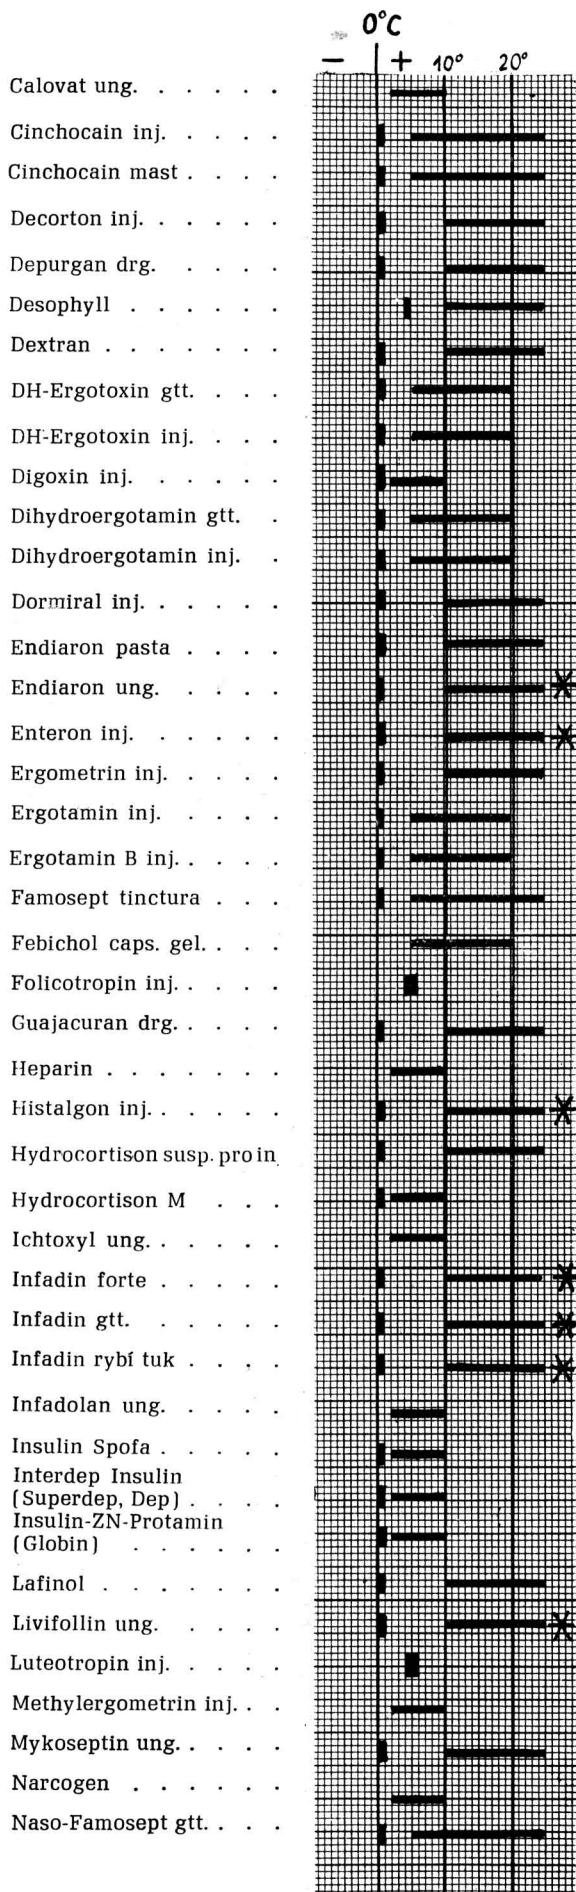 0°C
− + 10° 20°
Calovat ung. . . . . .
Cinchocain inj. . . . . .
Cinchocain mast . . . .
Decorton inj. . . . . .
Depurgan drg. . . . .
Desophyll . . . . . .
Dextran . . . . . . .
DH-Ergotoxin gtt. . . .
DH-Ergotoxin inj. . . .
Digoxin inj. . . . . .
Dihydroergotamin gtt. .
Dihydroergotamin inj. .
Dormiral inj. . . . . .
Endiaron pasta . . . .
Endiaron ung. . . . .
Enteron inj. . . . . .
Ergometrin inj. . . . .
Ergotamin inj. . . . .
Ergotamin B inj. . . . .
Famosept tinctura . . .
Febichol caps. gel. . . .
Folicotropin inj. . . . .
Guajacuran drg. . . . .
Heparin . . . . . . .
Histalgon inj. . . . . .
Hydrocortison susp. pro in
Hydrocortison M . . .
Ichtoxyl ung. . . . . .
Infadin forte . . . . .
Infadin gtt. . . . . .
Infadin rybí tuk . . . .
Infadolan ung. . . . .
Insulin Spofa . . . . .
Interdep Insulin
(Superdep, Dep) . . . .
Insulin-ZN-Protamin
(Globin) . . . . . .
Lafinol . . . . . . .
Livifollin ung. . . . .
Luteotropin inj. . . . .
Methylergometrin inj. . .
Mykoseptin ung. . . . .
Narcogen . . . . . .
Naso-Famosept gtt. . . .